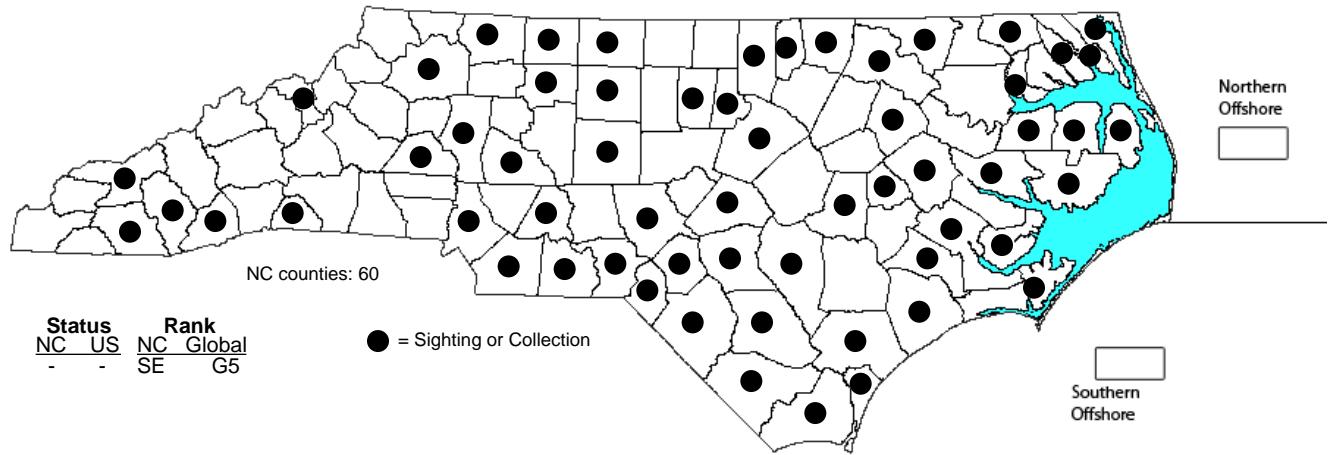 Northern
Offshore
NC counties: 60
Status Rank
NC US NC Global
- - SE G5
= Sighting or Collection
Southern
Offshore